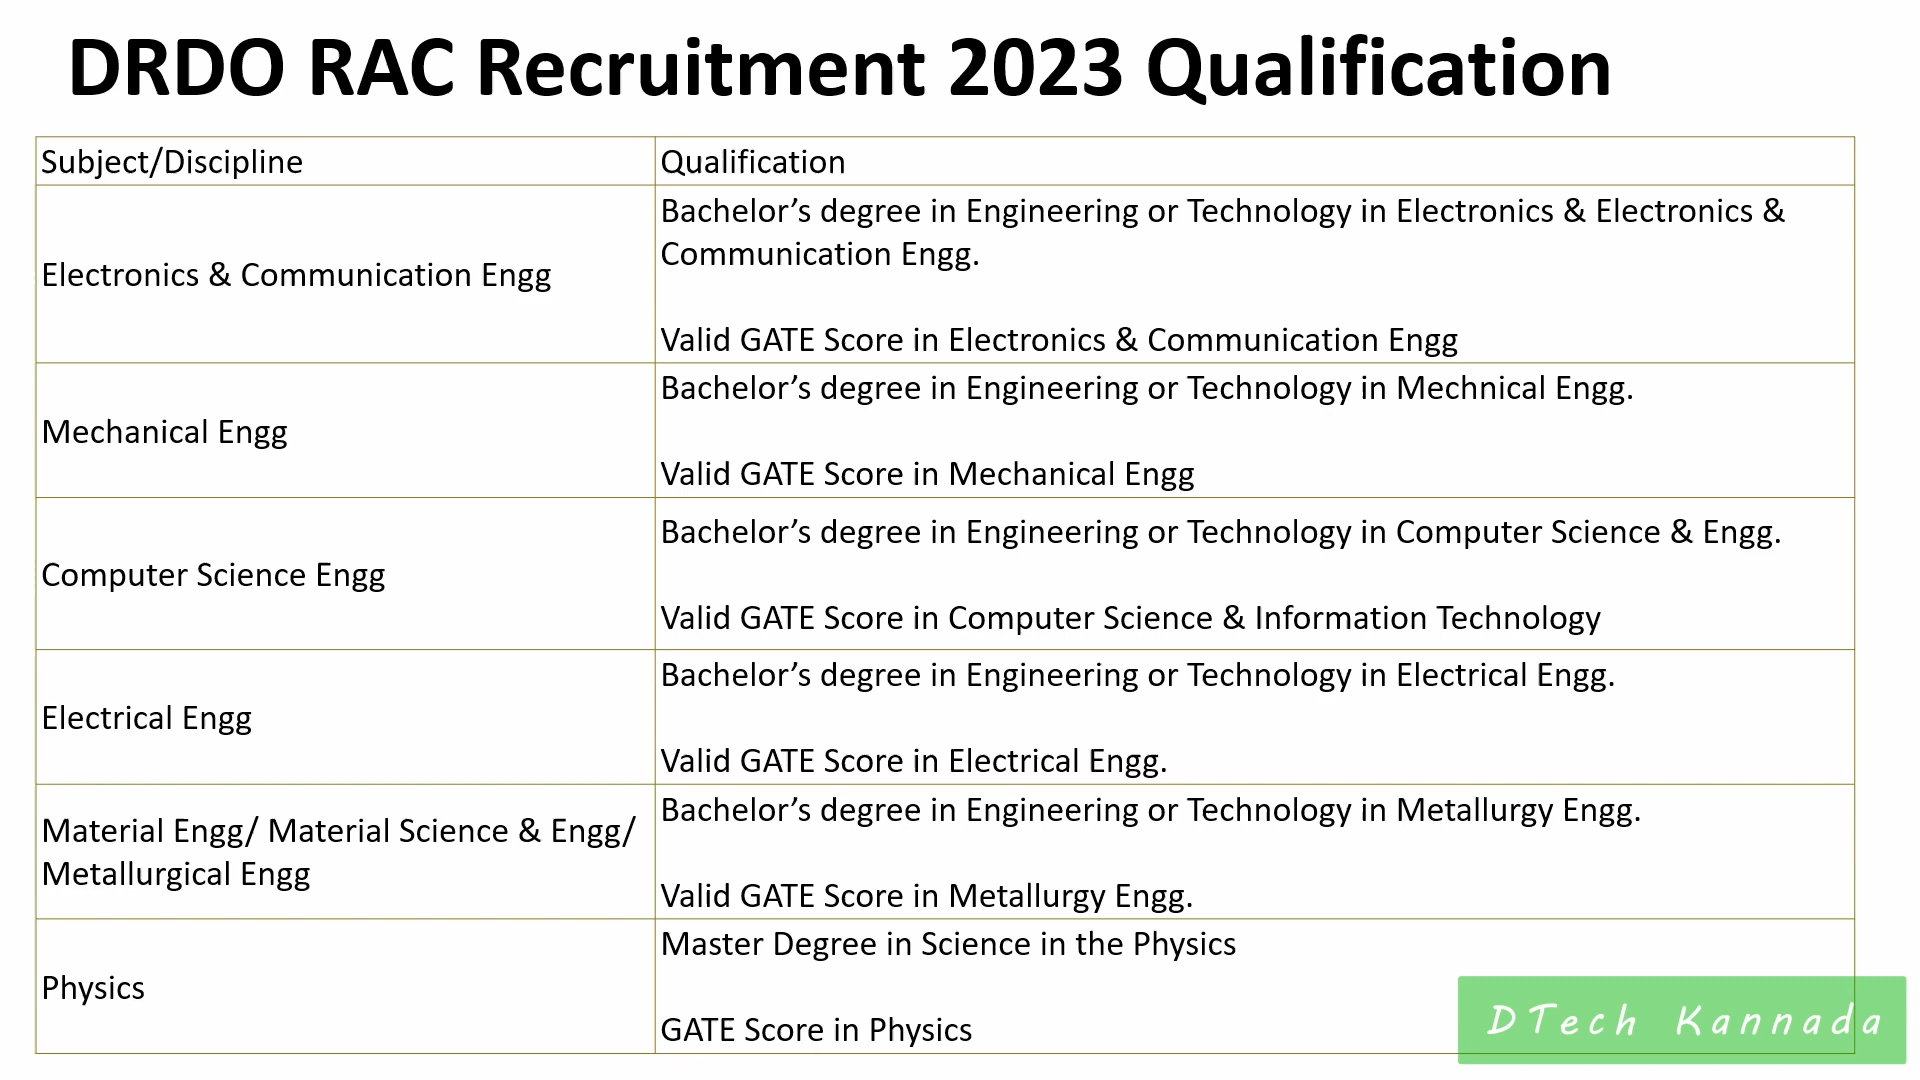 DRDO RAC Recruitment 2023 Qualification
Subject/Discipline
Qualification
Electronics & Communication Engg
Bachelor’s degree in Engineering or Technology in Electronics & Electronics &
Communication Engg.
Valid GATE Score in Electronics & Communication Engg
Mechanical Engg
Bachelor’s degree in Engineering or Technology in Mechnical Engg.
Valid GATE Score in Mechanical Engg
Computer Science Engg
Bachelor’s degree in Engineering or Technology in Computer Science & Engg.
Valid GATE Score in Computer Science & Information Technology
Electrical Engg
Bachelor’s degree in Engineering or Technology in Electrical Engg.
Valid GATE Score in Electrical Engg.
Material Engg/ Material Science & Engg/
Metallurgical Engg
Bachelor’s degree in Engineering or Technology in Metallurgy Engg.
Valid GATE Score in Metallurgy Engg.
Physics
Master Degree in Science in the Physics
GATE Score in Physics
DTech Kannada